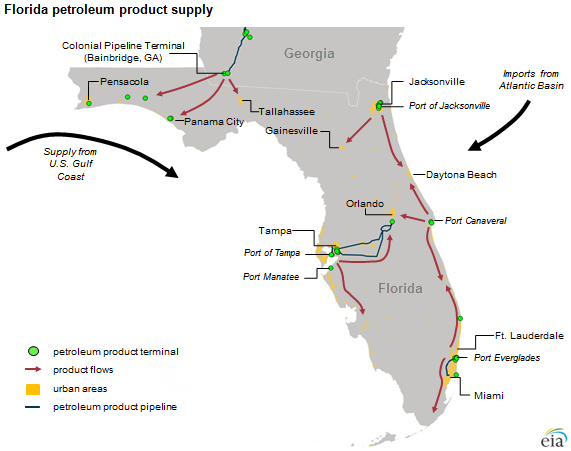 Florida petroleum product supply
Colonial Pipeline Terminal
(Bainbridge, GA)
Georgia
Pensacola
Jacksonville
Imports from
Atlantic Basin
Port of Jacksonville
Tallahassee
Panama City
Gainesville
Supply from
U.S. Gulf
Coast
Daytona Beach
Orlando
Port Canaveral
Tampa
Port of Tampa
Port Manatee
Florida
Ft. Lauderdale
Port Everglades
Miami
petroleum product terminal
product flows
urban areas
petroleum product pipeline
eia